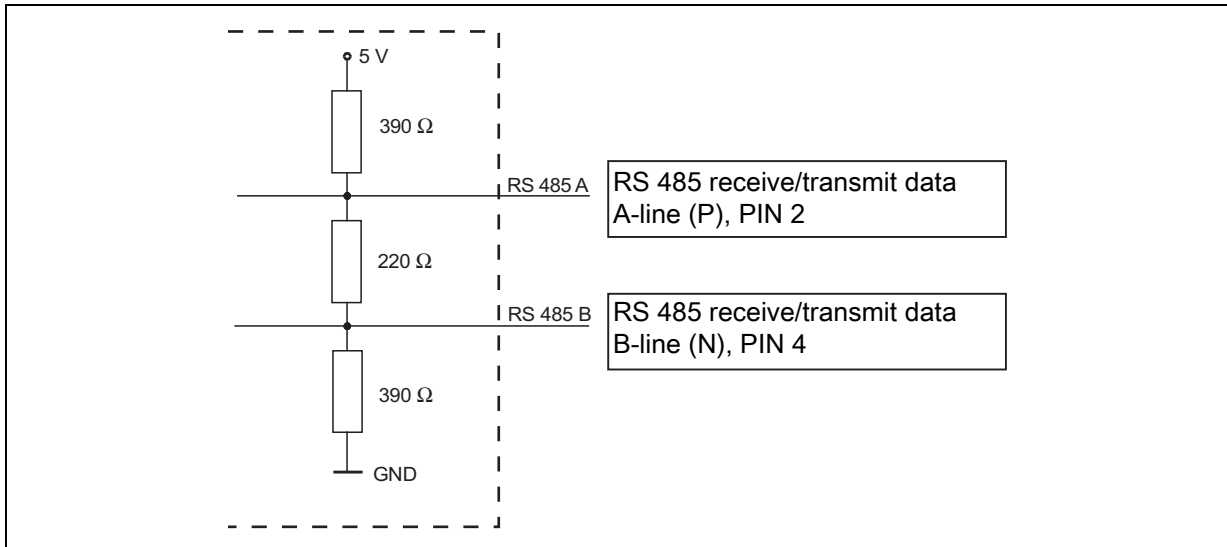 5 V
390 Ω
RS 485 A
RS 485 receive/transmit data
A-line (P), PIN 2
220 Ω
RS 485 B
RS 485 receive/transmit data
B-line (N), PIN 4
390 Ω
GND